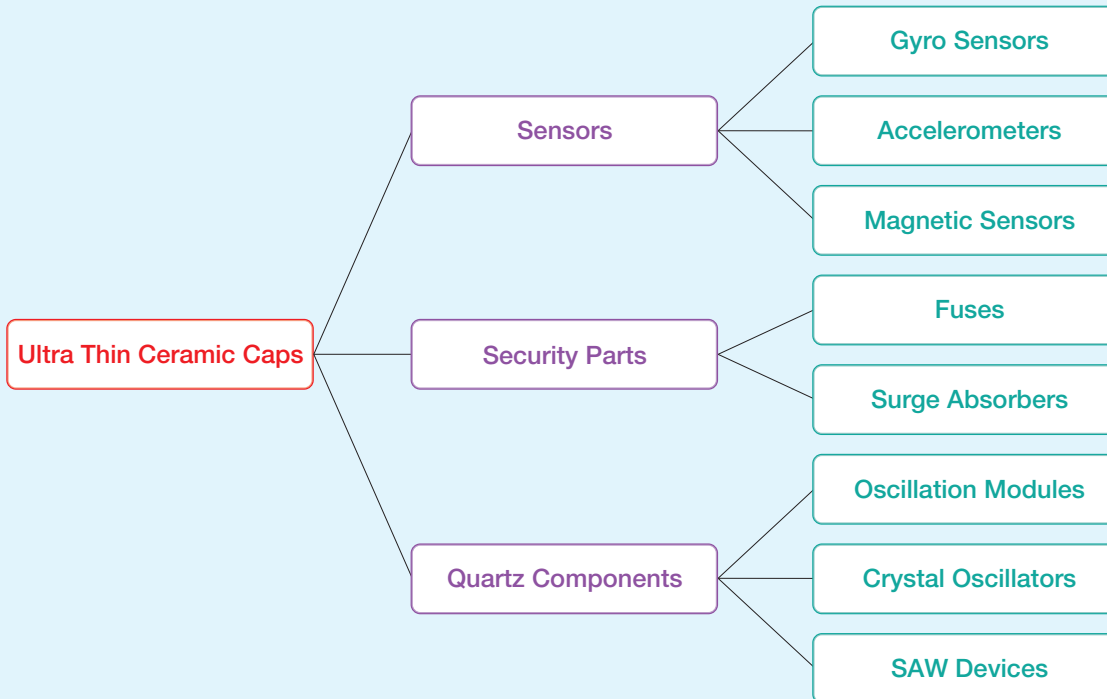 Ultra Thin Ceramic Caps
Sensors
Gyro Sensors
Accelerometers
Magnetic Sensors
Security Parts
Fuses
Surge Absorbers
Quartz Components
Oscillation Modules
Crystal Oscillators
SAW Devices